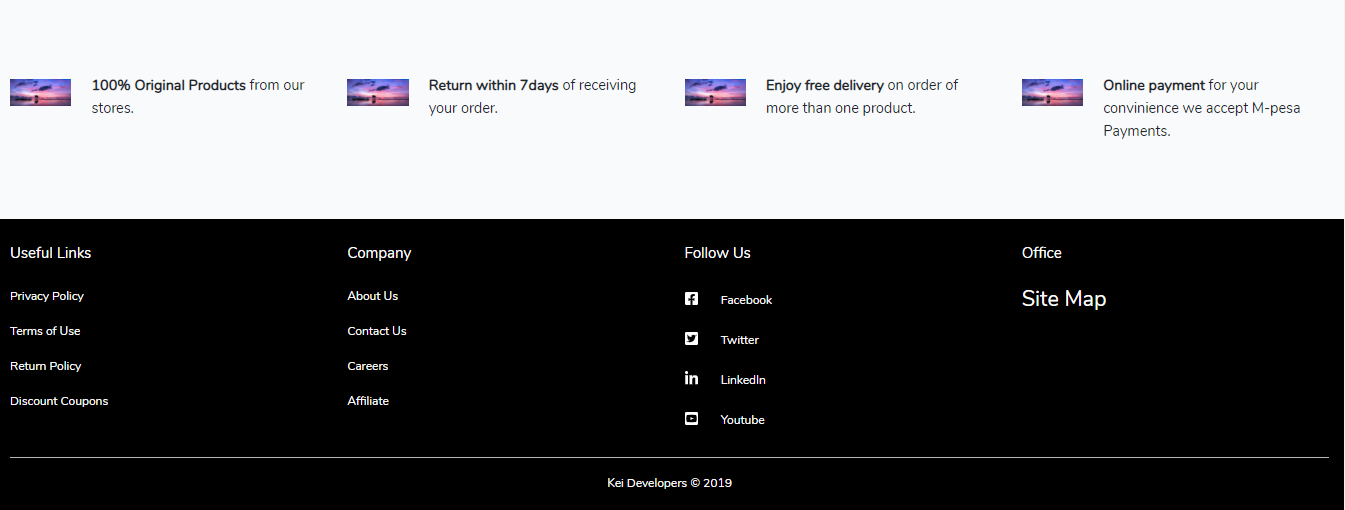 100% Original Products from our
stores.
Return within 7days of receiving
your order.
Enjoy free delivery on order of
more than one product.
Online payment for your
convinience we accept M-pesa
Payments.
Useful Links
Privacy Policy
Terms of Use
Return Policy
Discount Coupons
Company
About Us
Contact Us
Careers
Affiliate
Follow Us
Facebook
Twitter
LinkedIn
Youtube
Office
Site Map
Kei Developers © 2019